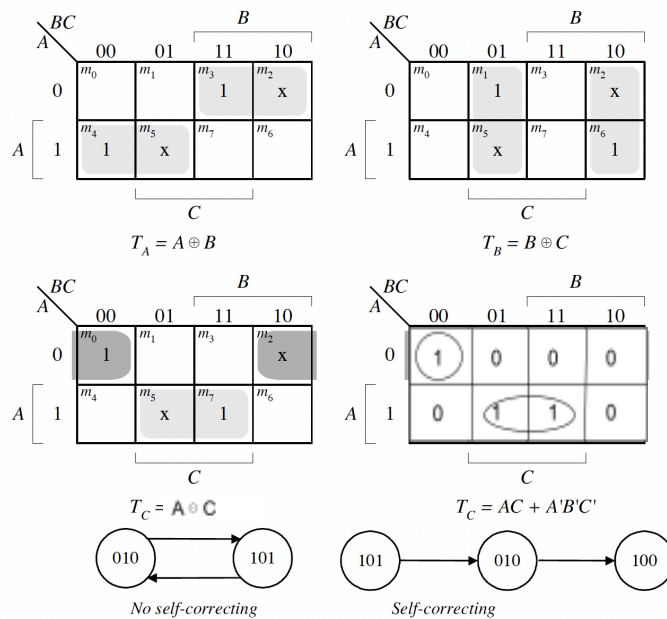 BC
A
B
00 01 11 10
0
m0
m1
m3 1
m2 x
A
1
m4 1
m5 x
m7
m6
C
TA = A ⊕ B
BC
A
B
00 01 11 10
0
m0
m1 1
m3
m2 x
A
1
m4
m5 x
m7
m6 1
C
TB = B ⊕ C
BC
A
B
00 01 11 10
0
m0 1
m1
m3
m2 x
A
1
m4
m5 x
m7 1
m6
C
TC = A ⊙ C
BC
A
B
00 01 11 10
0
1 0 0 0
A
1
0 1 1 0
C
TC = AC + A'B'C'
010 101
No self-correcting
101 010 100
Self-correcting